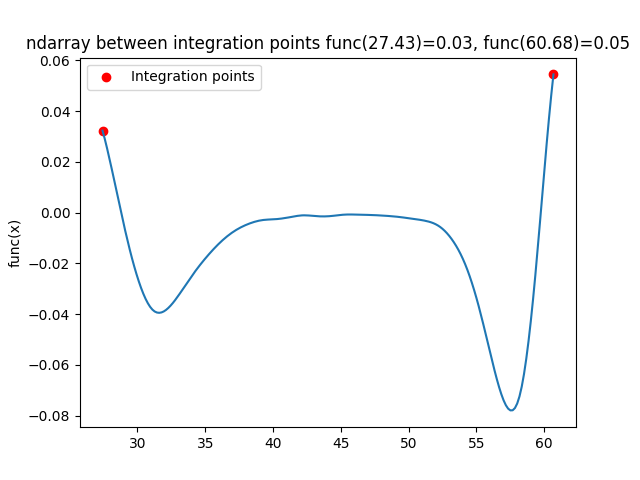 ndarray between integration points func(27.43)=0.03, func(60.68)=0.05
Integration points
0.06
0.04
0.02
0.00
−0.02
−0.04
−0.06
−0.08
func(x)
30 35 40 45 50 55 60